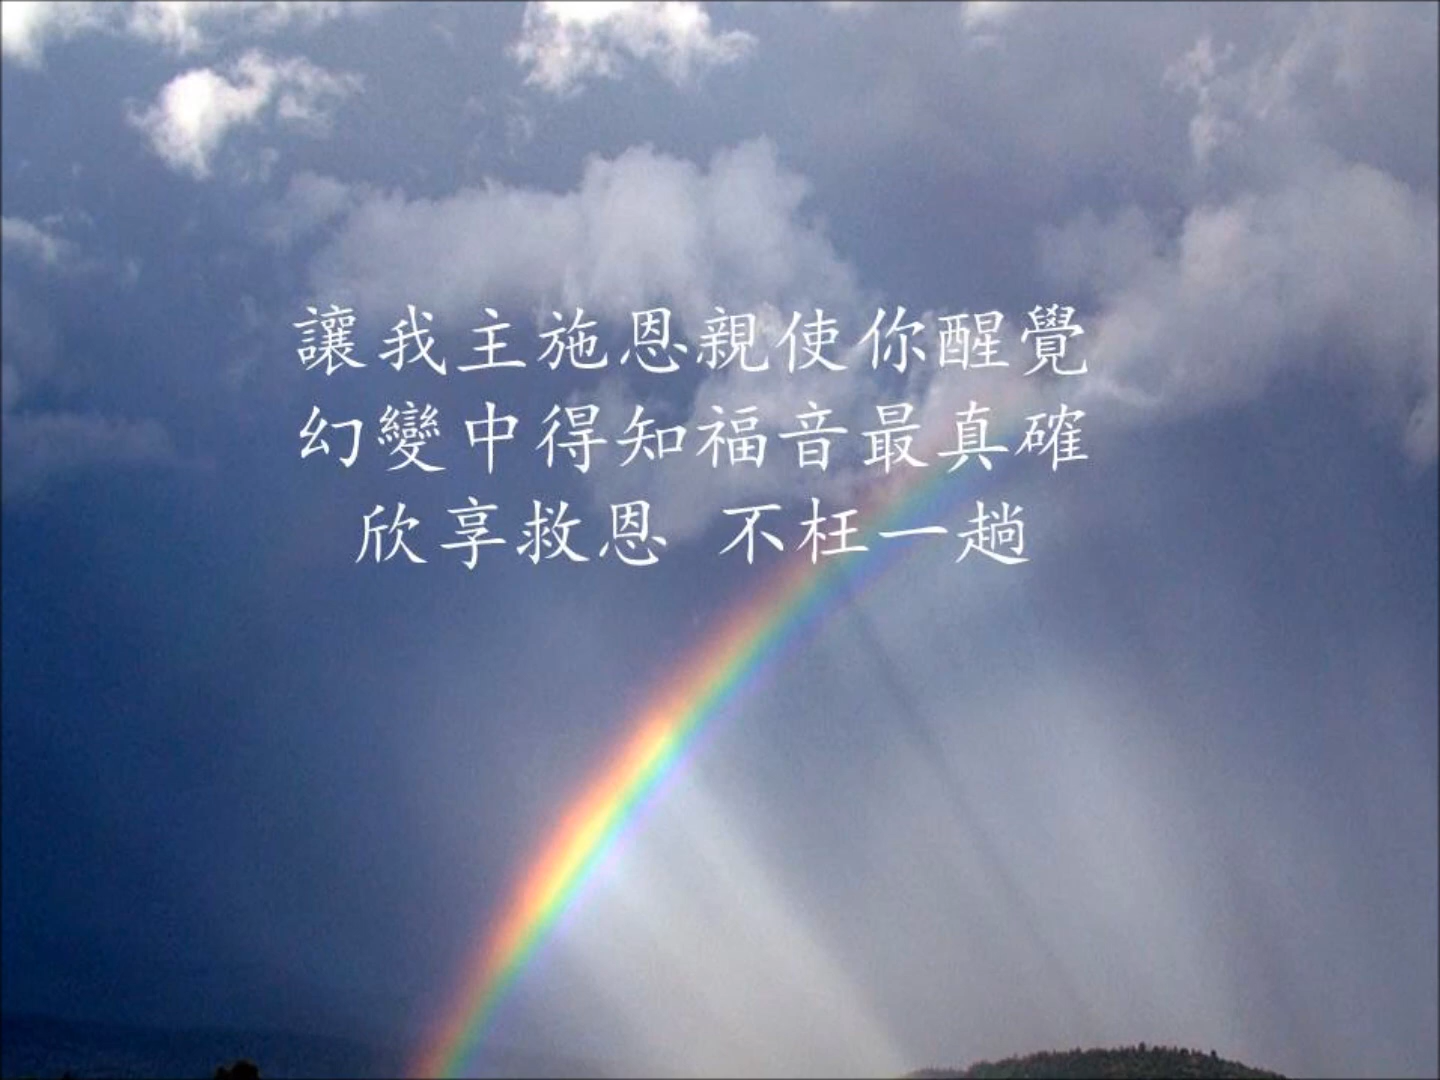 讓我主施恩親使你醒覺
幻變中得知福音最真確
欣享救恩 不枉一趟